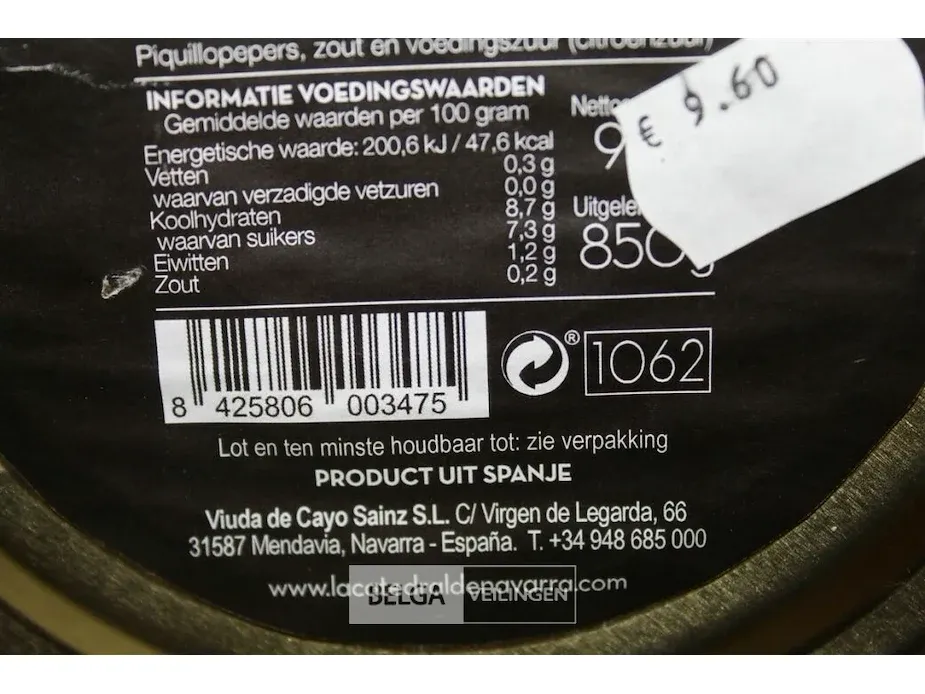 Piquillopepers, zout en voedingszuur (citroenzuur)
INFORMATIE VOEDINGSWAARDEN
Gemiddelde waarden per 100 gram
Energetische waarde: 200,6 kJ / 47,6 kcal
Vetten 0,3 g
waarvan verzadigde vetzuren 0,0 g
Koolhydraten 8,7 g
waarvan suikers 7,3 g
Eiwitten 1,2 g
Zout 0,2 g
€ 9.60
850g
8 425806 003475
® 1062
Lot en ten minste houdbaar tot: zie verpakking
PRODUCT UIT SPANJE
Viuda de Cayo Sainz S.L. C/ Virgen de Legarda, 66
31587 Mendavia, Navarra - España. T. +34 948 685 000
www.lacatedraldenavarra.com
BELGA VEILINGEN